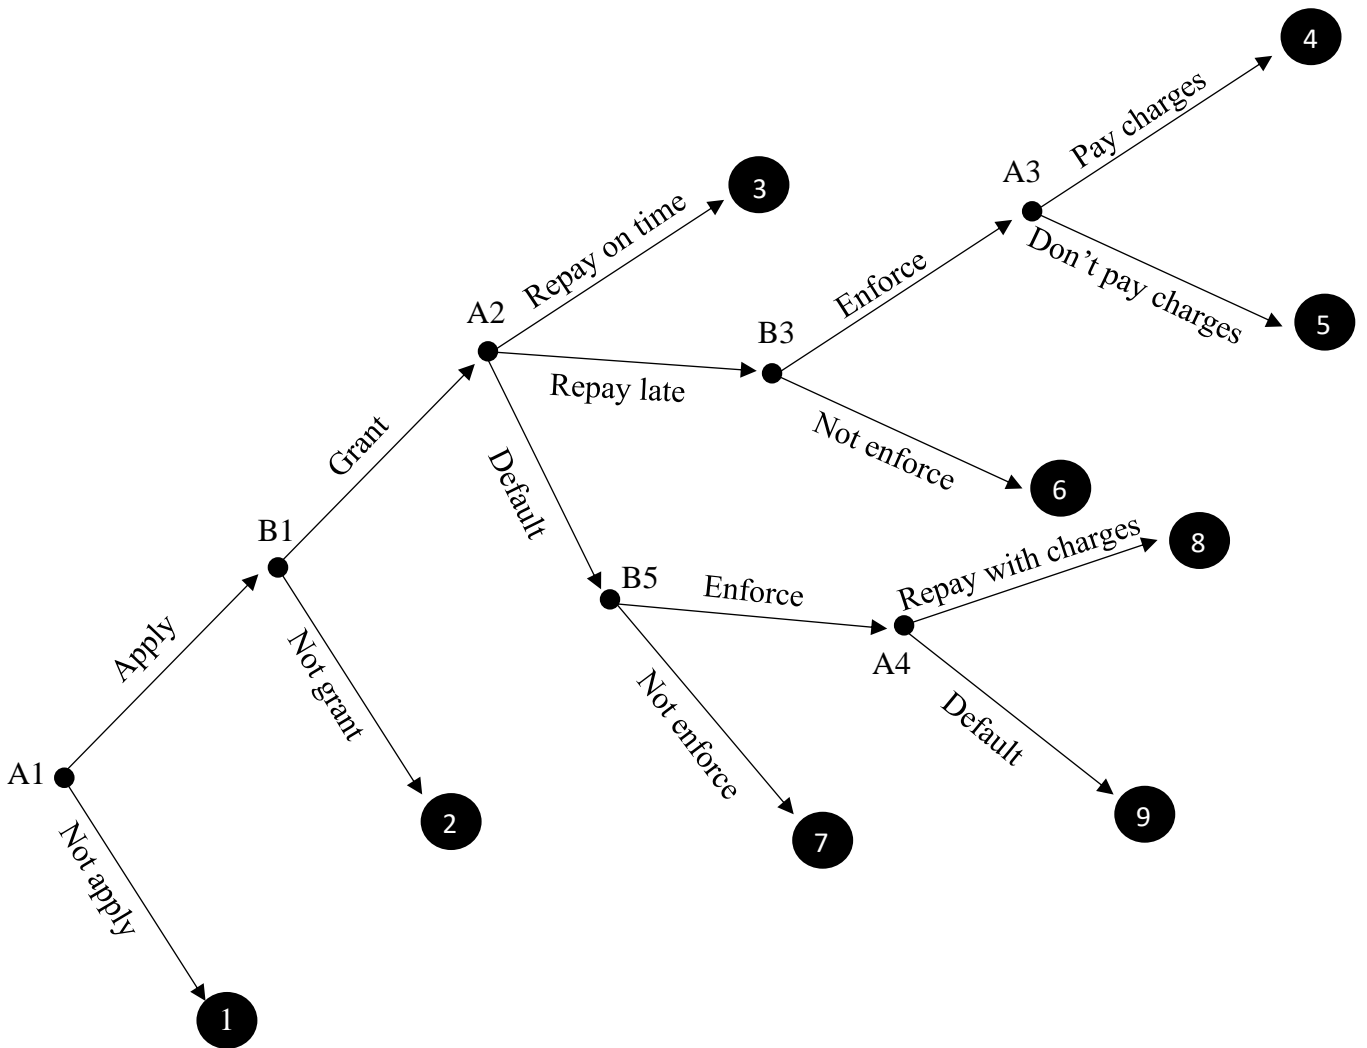 4
Pay charges
A3
3
Repay on time
Don't pay charges
Enforce
A2
B3
5
Repay late
Grant
Not enforce
Default
6
Repay with charges
8
B1
B5
Enforce
Apply
A4
Not grant
Not enforce
Default
A1
2
7
9
Not apply
1